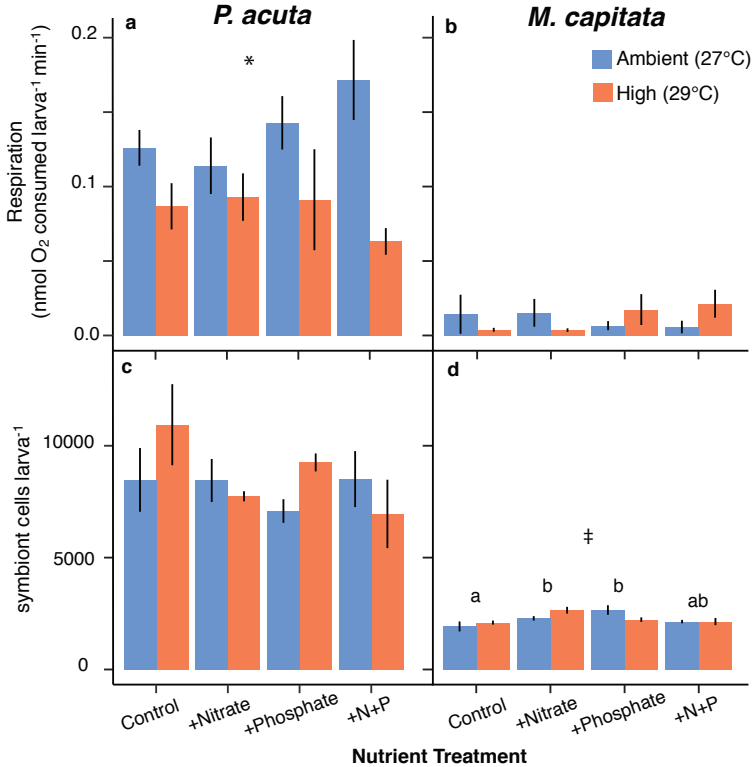 P. acuta
M. capitata
a
b
0.2
*
Ambient (27°C)
High (29°C)
Respiration
(nmol O₂ consumed larva⁻¹ min⁻¹)
0.1
0.0
c
d
10000
symbiont cells larva⁻¹
5000
‡
a
b
b
ab
0
Control
+Nitrate
+Phosphate
+N+P
Control
+Nitrate
+Phosphate
+N+P
Nutrient Treatment